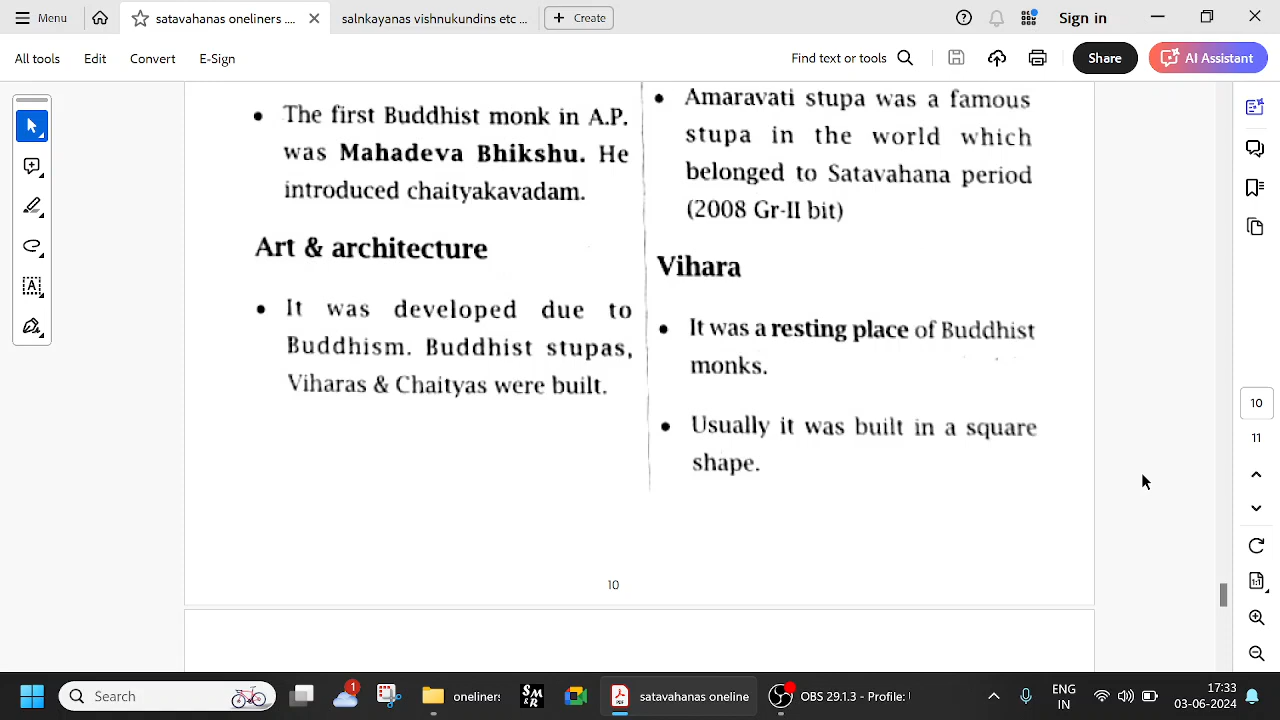 Menu
satavahanas oneliners ....
salnkayanas vishnukundins etc ...
Create
Sign in
All tools
Edit
Convert
E-Sign
Find text or tools
Share
AI Assistant
The first Buddhist monk in A.P.
was Mahadeva Bhikshu. He
introduced chaityakavadam.
Art & architecture
It was developed due to
Buddhism. Buddhist stupas,
Viharas & Chaityas were built.
Amaravati stupa was a famous
stupa in the world which
belonged to Satavahana period
(2008 Gr-II bit)
Vihara
It was a resting place of Buddhist
monks.
Usually it was built in a square
shape.
10
10
11
1:1
Search
1
oneliners
SM
&R
satavahanas oneline
OBS 29.1.3 - Profile:
ENG
IN
17:33
03-06-2024